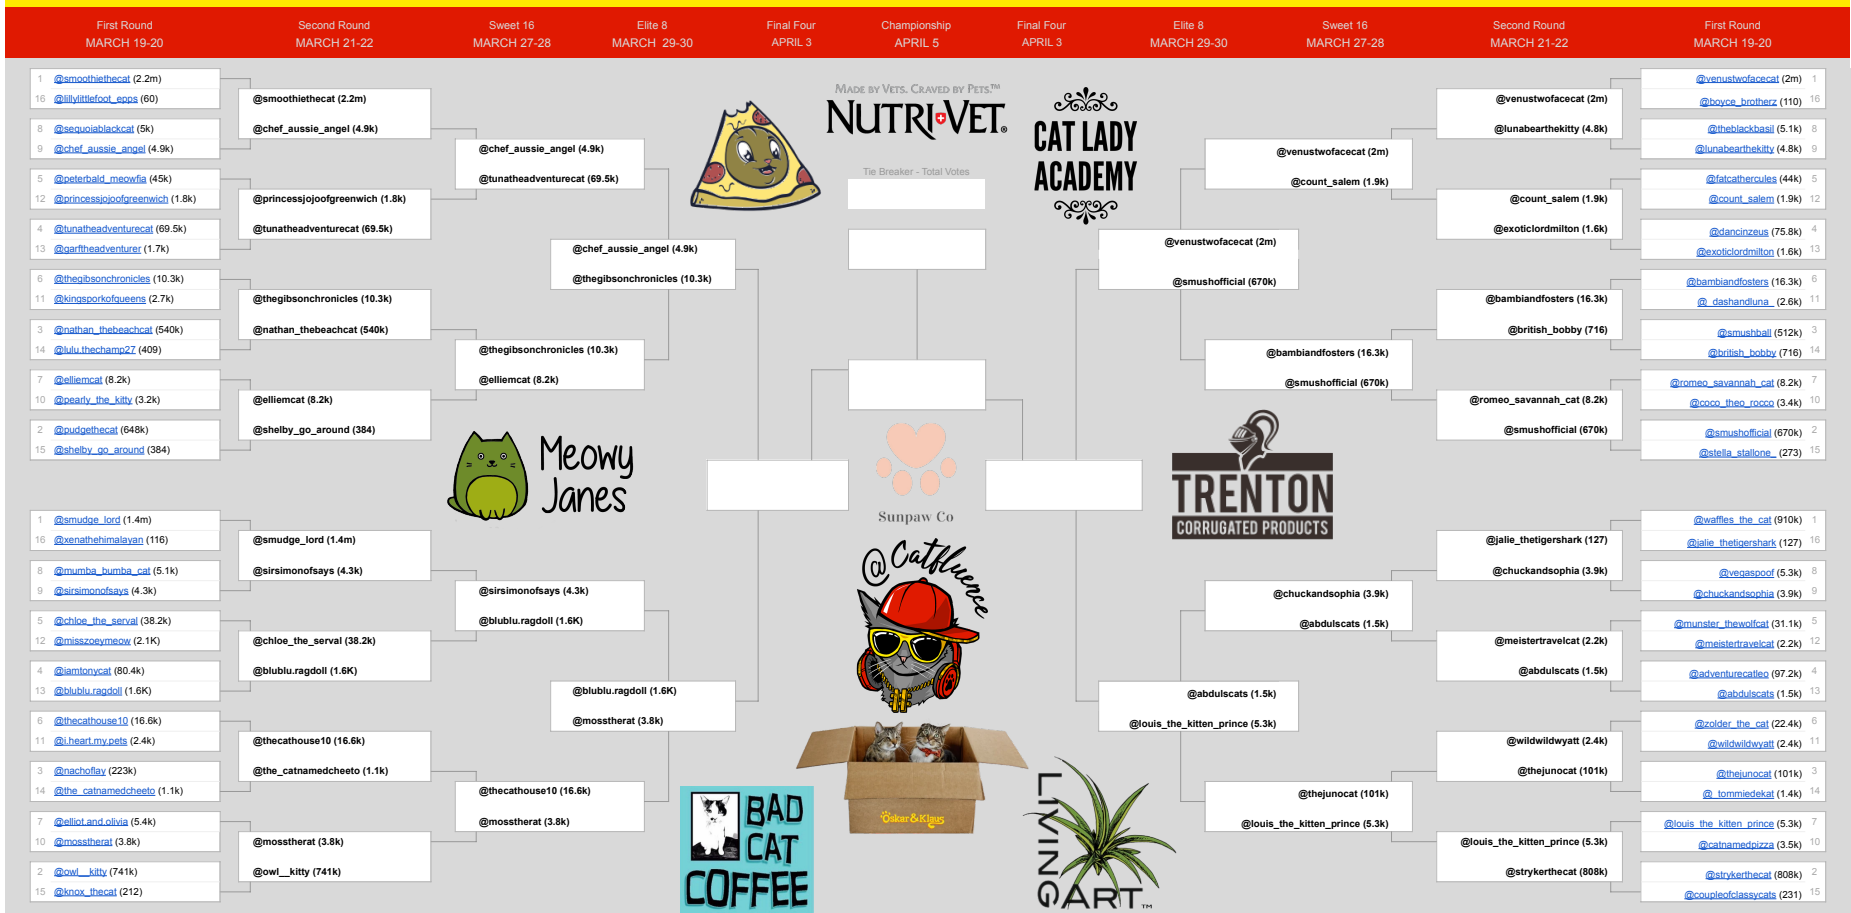 First Round
MARCH 19-20
Second Round
MARCH 21-22
Sweet 16
MARCH 27-28
Elite 8
MARCH 29-30
Final Four
APRIL 3
Championship
APRIL 5
Final Four
APRIL 3
Elite 8
MARCH 29-30
Sweet 16
MARCH 27-28
Second Round
MARCH 21-22
First Round
MARCH 19-20
1 @smoothiethecat (2.2m)
16 @lillylittlefoot_epps (60)
8 @sequoiablackcat (5k)
9 @chef_aussie_angel (4.9k)
5 @peterbald_meowfia (45k)
12 @princessjojoofgreenwich (1.8k)
4 @tunatheadventurecat (69.5k)
13 @garftheadventurer (1.7k)
6 @thegibsonchronicles (10.3k)
11 @kingsporkofqueens (2.7k)
3 @nathan_thebeachcat (540k)
14 @lulu.thechamp27 (409)
7 @elliemcat (8.2k)
10 @pearly_the_kitty (3.2k)
2 @pudgethecat (648k)
15 @shelby_go_around (384)
1 @smudge_lord (1.4m)
16 @xenathehimalayan (116)
8 @mumba_bumba_cat (5.1k)
9 @sirsimonofsays (4.3k)
5 @chloe_the_serval (38.2k)
12 @misszoeymeow (2.1K)
4 @iamtonycat (80.4k)
13 @blublu.ragdoll (1.6K)
6 @thecathouse10 (16.6k)
11 @i.heart.my.pets (2.4k)
3 @nachoflay (223k)
14 @the_catnamedcheeto (1.1k)
7 @elliot.and.olivia (5.4k)
10 @mosstherat (3.8k)
2 @owl__kitty (741k)
15 @knox_thecat (212)
@smoothiethecat (2.2m)
@chef_aussie_angel (4.9k)
@princessjojoofgreenwich (1.8k)
@tunatheadventurecat (69.5k)
@thegibsonchronicles (10.3k)
@nathan_thebeachcat (540k)
@elliemcat (8.2k)
@shelby_go_around (384)
@smudge_lord (1.4m)
@sirsimonofsays (4.3k)
@chloe_the_serval (38.2k)
@blublu.ragdoll (1.6K)
@thecathouse10 (16.6k)
@the_catnamedcheeto (1.1k)
@mosstherat (3.8k)
@owl__kitty (741k)
@chef_aussie_angel (4.9k)
@tunatheadventurecat (69.5k)
@thegibsonchronicles (10.3k)
@elliemcat (8.2k)
@sirsimonofsays (4.3k)
@blublu.ragdoll (1.6K)
@thecathouse10 (16.6k)
@mosstherat (3.8k)
@chef_aussie_angel (4.9k)
@thegibsonchronicles (10.3k)
@blublu.ragdoll (1.6K)
@mosstherat (3.8k)
MADE BY VETS. CRAVED BY PETS.™
NUTRI-VET.®
CAT LADY
ACADEMY
Tie Breaker - Total Votes
Meowy
Janes
Sunpaw Co
TRENTON
CORRUGATED PRODUCTS
@Catfluence
Oskar & Klaus
BAD
CAT
COFFEE
LIVING
ART™
@venustwofacecat (2m)
@smushofficial (670k)
@abdulscats (1.5k)
@louis_the_kitten_prince (5.3k)
@venustwofacecat (2m)
@count_salem (1.9k)
@bambiandfosters (16.3k)
@smushofficial (670k)
@chuckandsophia (3.9k)
@abdulscats (1.5k)
@thejunocat (101k)
@louis_the_kitten_prince (5.3k)
@venustwofacecat (2m)
@lunabearthekitty (4.8k)
@count_salem (1.9k)
@exoticlordmilton (1.6k)
@bambiandfosters (16.3k)
@british_bobby (716)
@romeo_savannah_cat (8.2k)
@smushofficial (670k)
@jalie_thetigershark (127)
@chuckandsophia (3.9k)
@meistertravelcat (2.2k)
@abdulscats (1.5k)
@wildwildwyatt (2.4k)
@thejunocat (101k)
@louis_the_kitten_prince (5.3k)
@strykerthecat (808k)
@venustwofacecat (2m) 1
@boyce_brotherz (110) 16
@theblackbasil (5.1k) 8
@lunabearthekitty (4.8k) 9
@fatcathercules (44k) 5
@count_salem (1.9k) 12
@dancinzeus (75.8k) 4
@exoticlordmilton (1.6k) 13
@bambiandfosters (16.3k) 6
@_dashandluna_ (2.6k) 11
@smushball (512k) 3
@british_bobby (716) 14
@romeo_savannah_cat (8.2k) 7
@coco_theo_rocco (3.4k) 10
@smushofficial (670k) 2
@stella_stallone_ (273) 15
@waffles_the_cat (910k) 1
@jalie_thetigershark (127) 16
@vegaspoof (5.3k) 8
@chuckandsophia (3.9k) 9
@munster_thewolfcat (31.1k) 5
@meistertravelcat (2.2k) 12
@adventurecatleo (97.2k) 4
@abdulscats (1.5k) 13
@zolder_the_cat (22.4k) 6
@wildwildwyatt (2.4k) 11
@thejunocat (101k) 3
@_tommiedekat (1.4k) 14
@louis_the_kitten_prince (5.3k) 7
@catnamedpizza (3.5k) 10
@strykerthecat (808k) 2
@coupleofclassycats (231) 15